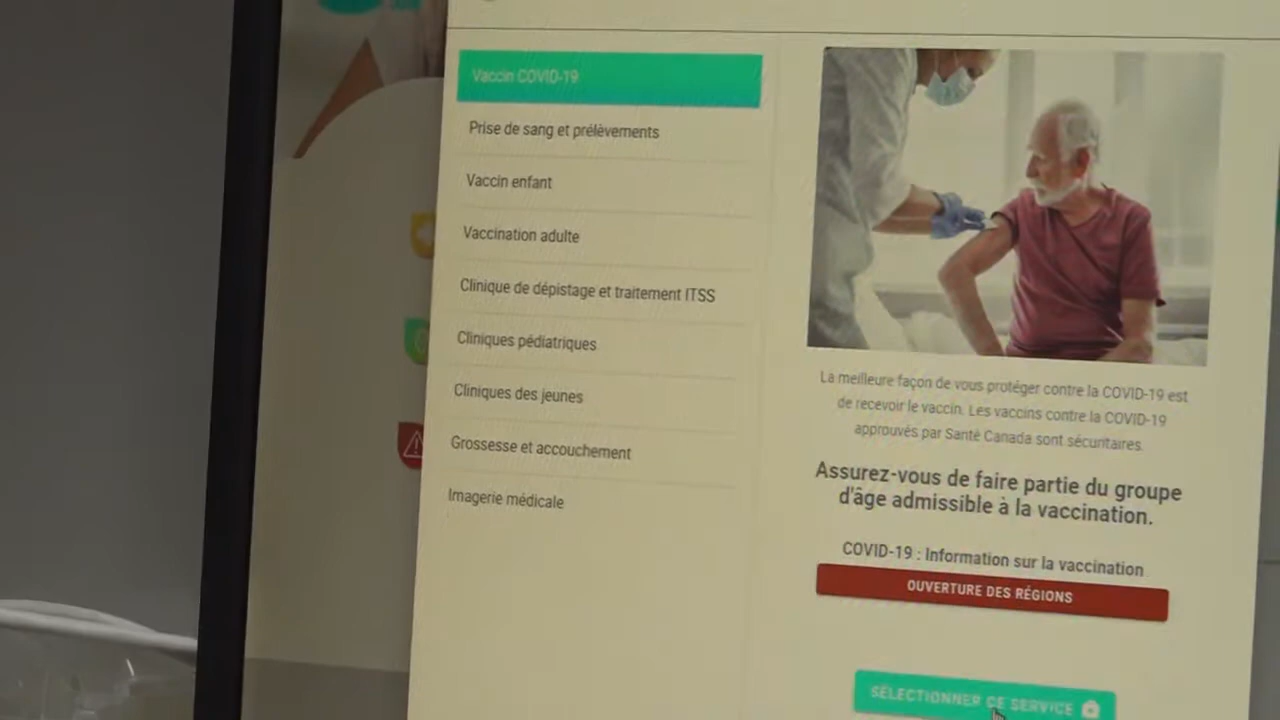 Vaccin COVID-19
Prise de sang et prélèvements
Vaccin enfant
Vaccination adulte
Clinique de dépistage et traitement ITSS
Cliniques pédiatriques
Cliniques des jeunes
Grossesse et accouchement
Imagerie médicale
La meilleure façon de vous protéger contre la COVID-19 est
de recevoir le vaccin. Les vaccins contre la COVID-19
approuvés par Santé Canada sont sécuritaires.
Assurez-vous de faire partie du groupe
d'âge admissible à la vaccination.
COVID-19 : Information sur la vaccination
OUVERTURE DES RÉGIONS
SÉLECTIONNER CE SERVICE